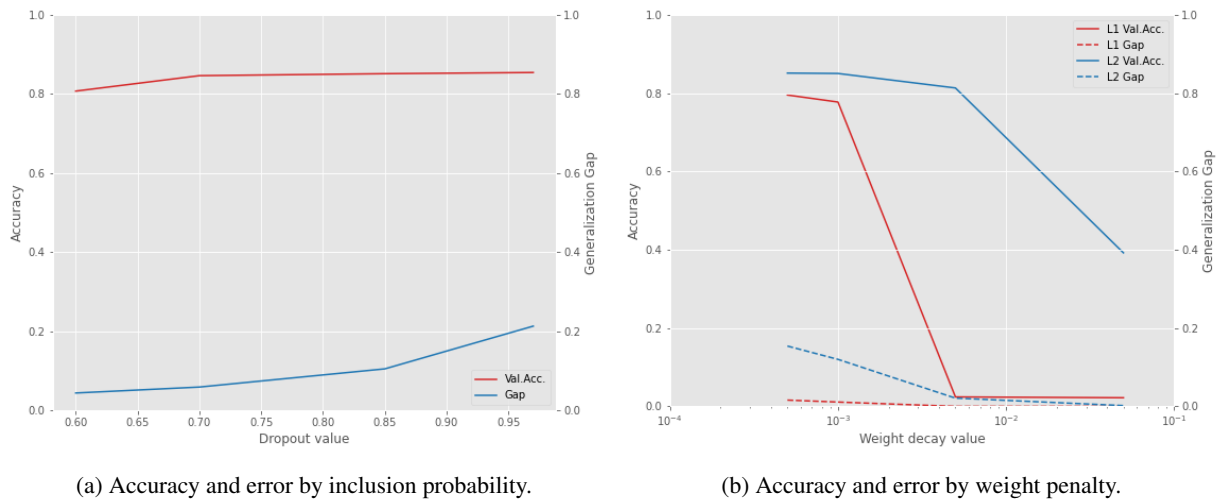 1.0
0.8
0.6
0.4
0.2
0.0
Accuracy
0.60 0.65 0.70 0.75 0.80 0.85 0.90 0.95
Dropout value
1.0
0.8
0.6
0.4
0.2
0.0
Generalization Gap
Val.Acc.
Gap
(a) Accuracy and error by inclusion probability.
1.0
0.8
0.6
0.4
0.2
0.0
Accuracy
10⁻⁴ 10⁻³ 10⁻² 10⁻¹
Weight decay value
1.0
0.8
0.6
0.4
0.2
0.0
Generalization Gap
L1 Val.Acc.
L1 Gap
L2 Val.Acc.
L2 Gap
(b) Accuracy and error by weight penalty.